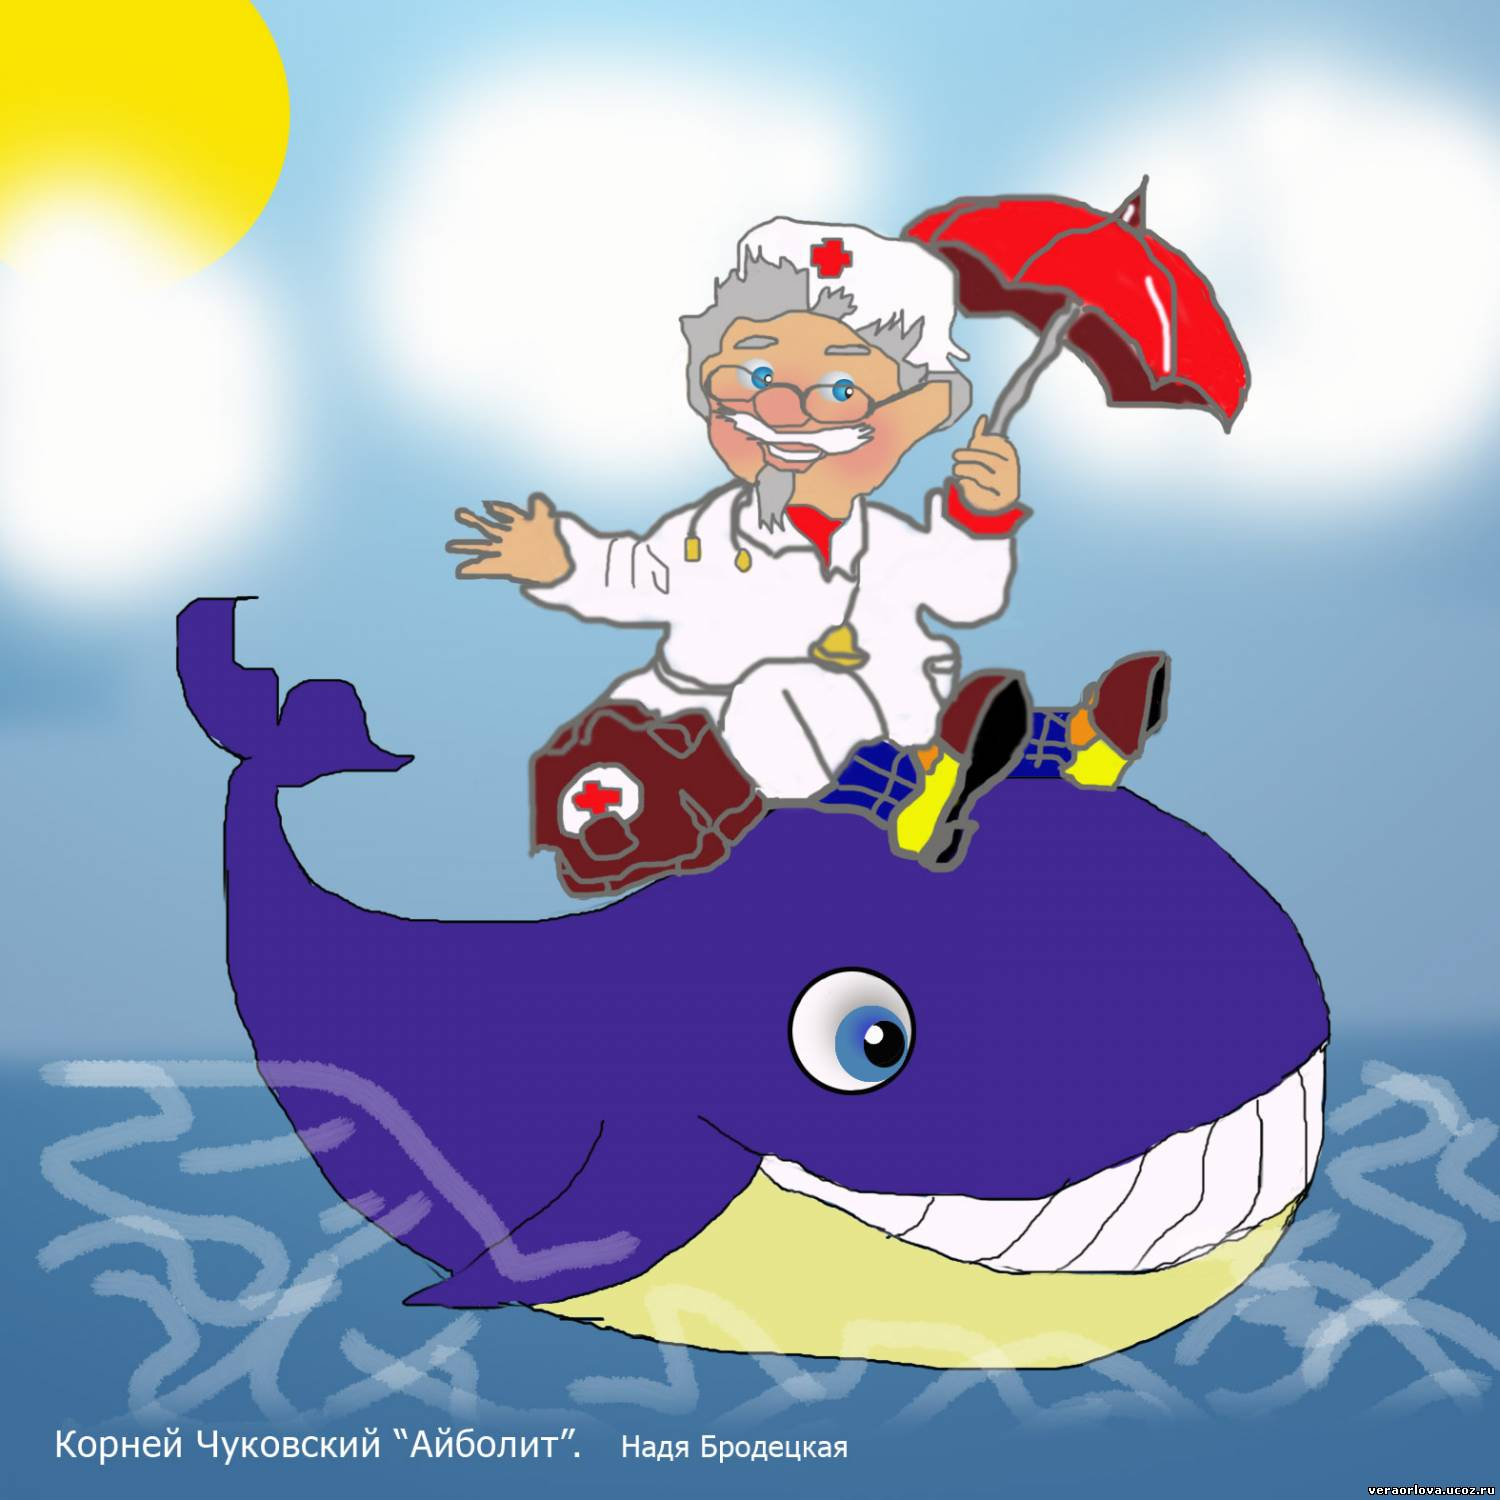 Корней Чуковский “Айболит”. Надя Бродецкая
veraorlova.ucoz.ru